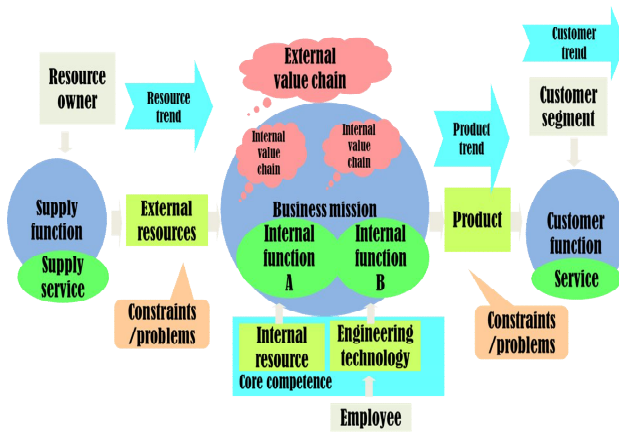 Customer
trend
External
value chain
Resource
owner
Resource
trend
Customer
segment
Product
trend
Internal
value
chain
Internal
value
chain
Supply
function
External
resources
Business mission
Product
Customer
function
Internal
function
A
Internal
function
B
Supply
service
Service
Constraints
/problems
Constraints
/problems
Internal
resource
Engineering
technology
Core competence
Employee